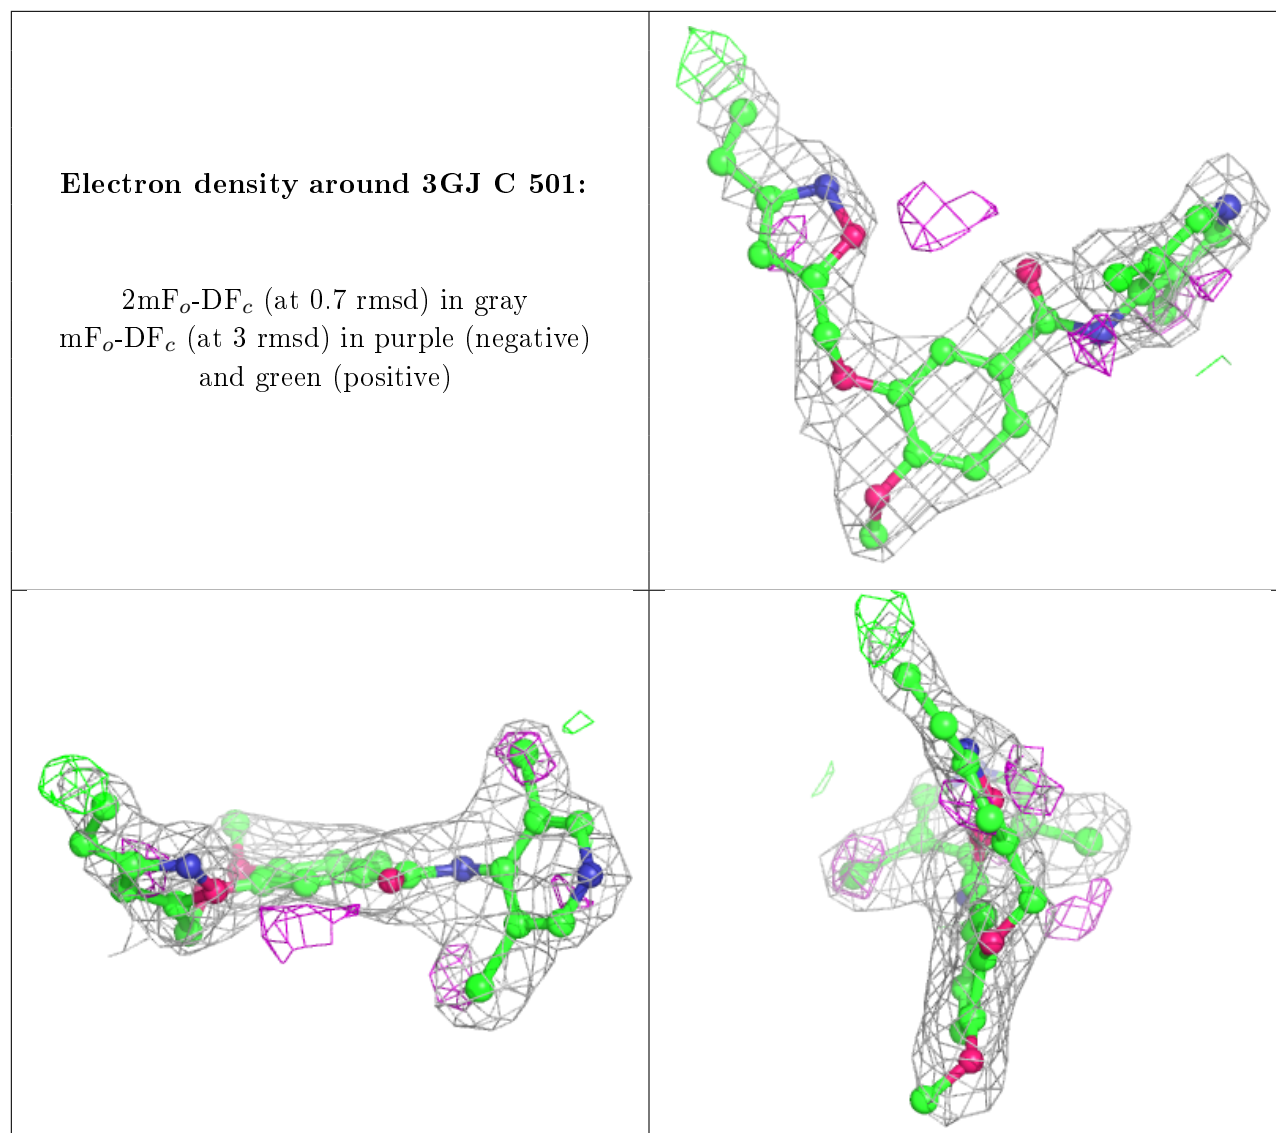 Electron density around 3GJ C 501:
2mFo-DFc (at 0.7 rmsd) in gray
mFo-DFc (at 3 rmsd) in purple (negative)
and green (positive)